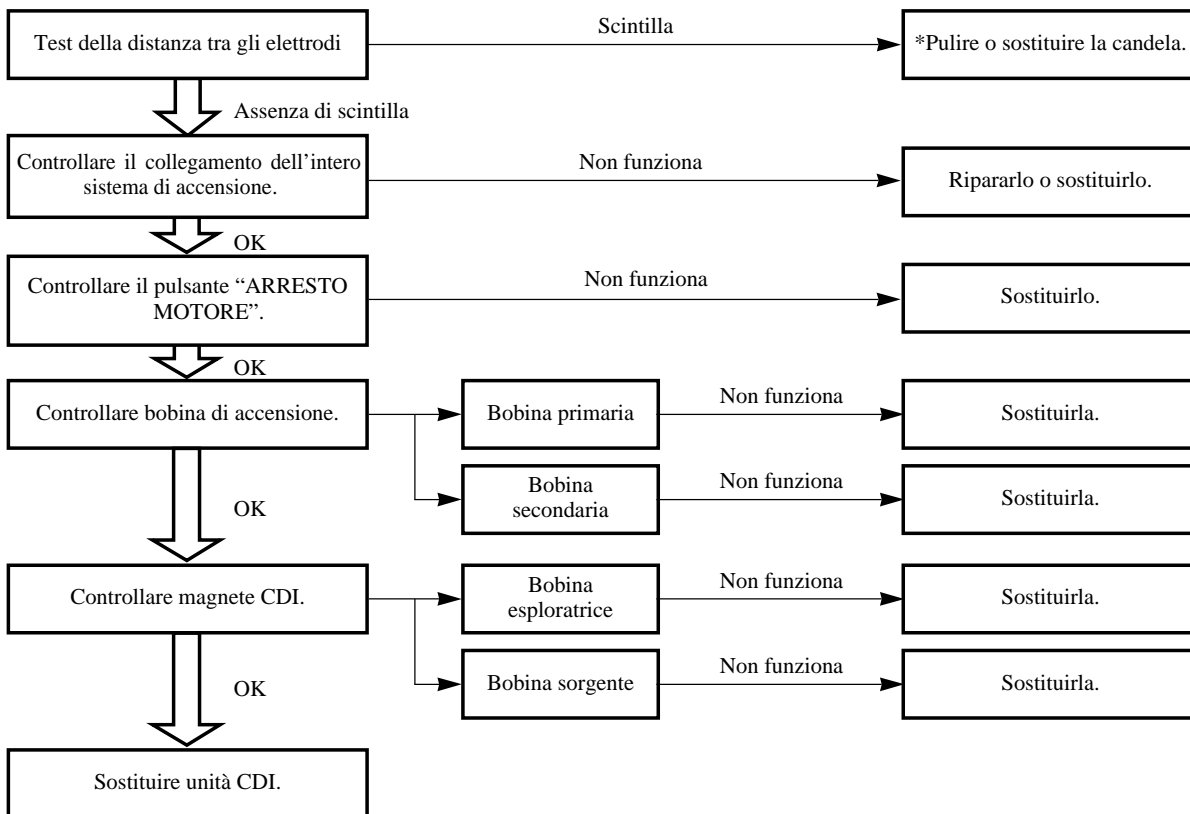 Test della distanza tra gli elettrodi
Scintilla
*Pulire o sostituire la candela.
Assenza di scintilla
Controllare il collegamento dell’intero
sistema di accensione.
Non funziona
Ripararlo o sostituirlo.
OK
Controllare il pulsante “ARRESTO
MOTORE”.
Non funziona
Sostituirlo.
OK
Controllare bobina di accensione.
Bobina primaria
Non funziona
Sostituirla.
Bobina
secondaria
Non funziona
Sostituirla.
OK
Controllare magnete CDI.
Bobina
esploratrice
Non funziona
Sostituirla.
Bobina sorgente
Non funziona
Sostituirla.
OK
Sostituire unità CDI.